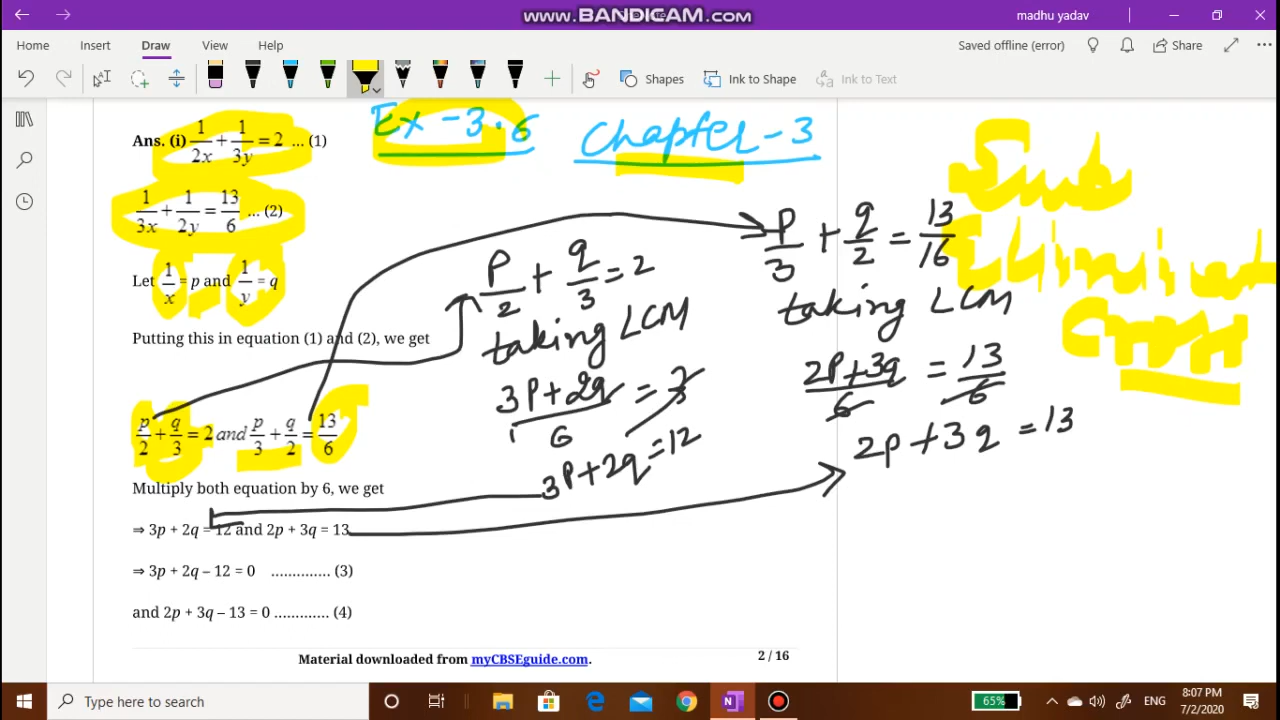 www.BANDICAM.com
madhu yadav
Home Insert Draw View Help
Saved offline (error)
Share
Shapes
Ink to Shape
Ink to Text
Ex - 3.6
Chapter - 3
Ans. (i) 1/2x + 1/3y = 2 ... (1)
1/3x + 1/2y = 13/6 ... (2)
Let 1/x = p and 1/y = q
Putting this in equation (1) and (2), we get
p/2 + q/3 = 2 and p/3 + q/2 = 13/6
Multiply both equation by 6, we get
⇒ 3p + 2q = 12 and 2p + 3q = 13
⇒ 3p + 2q – 12 = 0 .............. (3)
and 2p + 3q – 13 = 0 ............ (4)
P/2 + q/3 = 2
taking LCM
3P + 2q / 6 = 2
3P + 2q = 12
P/3 + q/2 = 13/16
taking LCM
2P + 3q / 6 = 13/6
2p + 3q = 13
Sub
Cross
Material downloaded from myCBSEguide.com.
2 / 16
Type here to search
65%
ENG
8:07 PM
7/2/2020